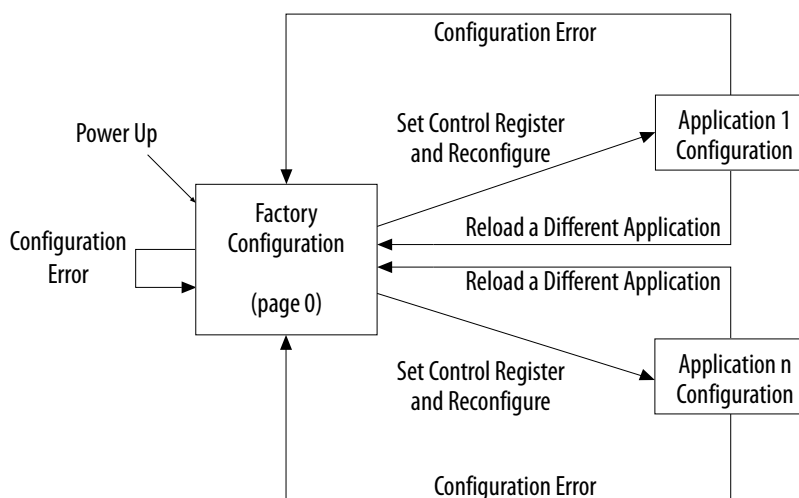 Configuration Error
Set Control Register
and Reconfigure
Application 1
Configuration
Power Up
Factory
Configuration
(page 0)
Configuration
Error
Reload a Different Application
Reload a Different Application
Set Control Register
and Reconfigure
Application n
Configuration
Configuration Error